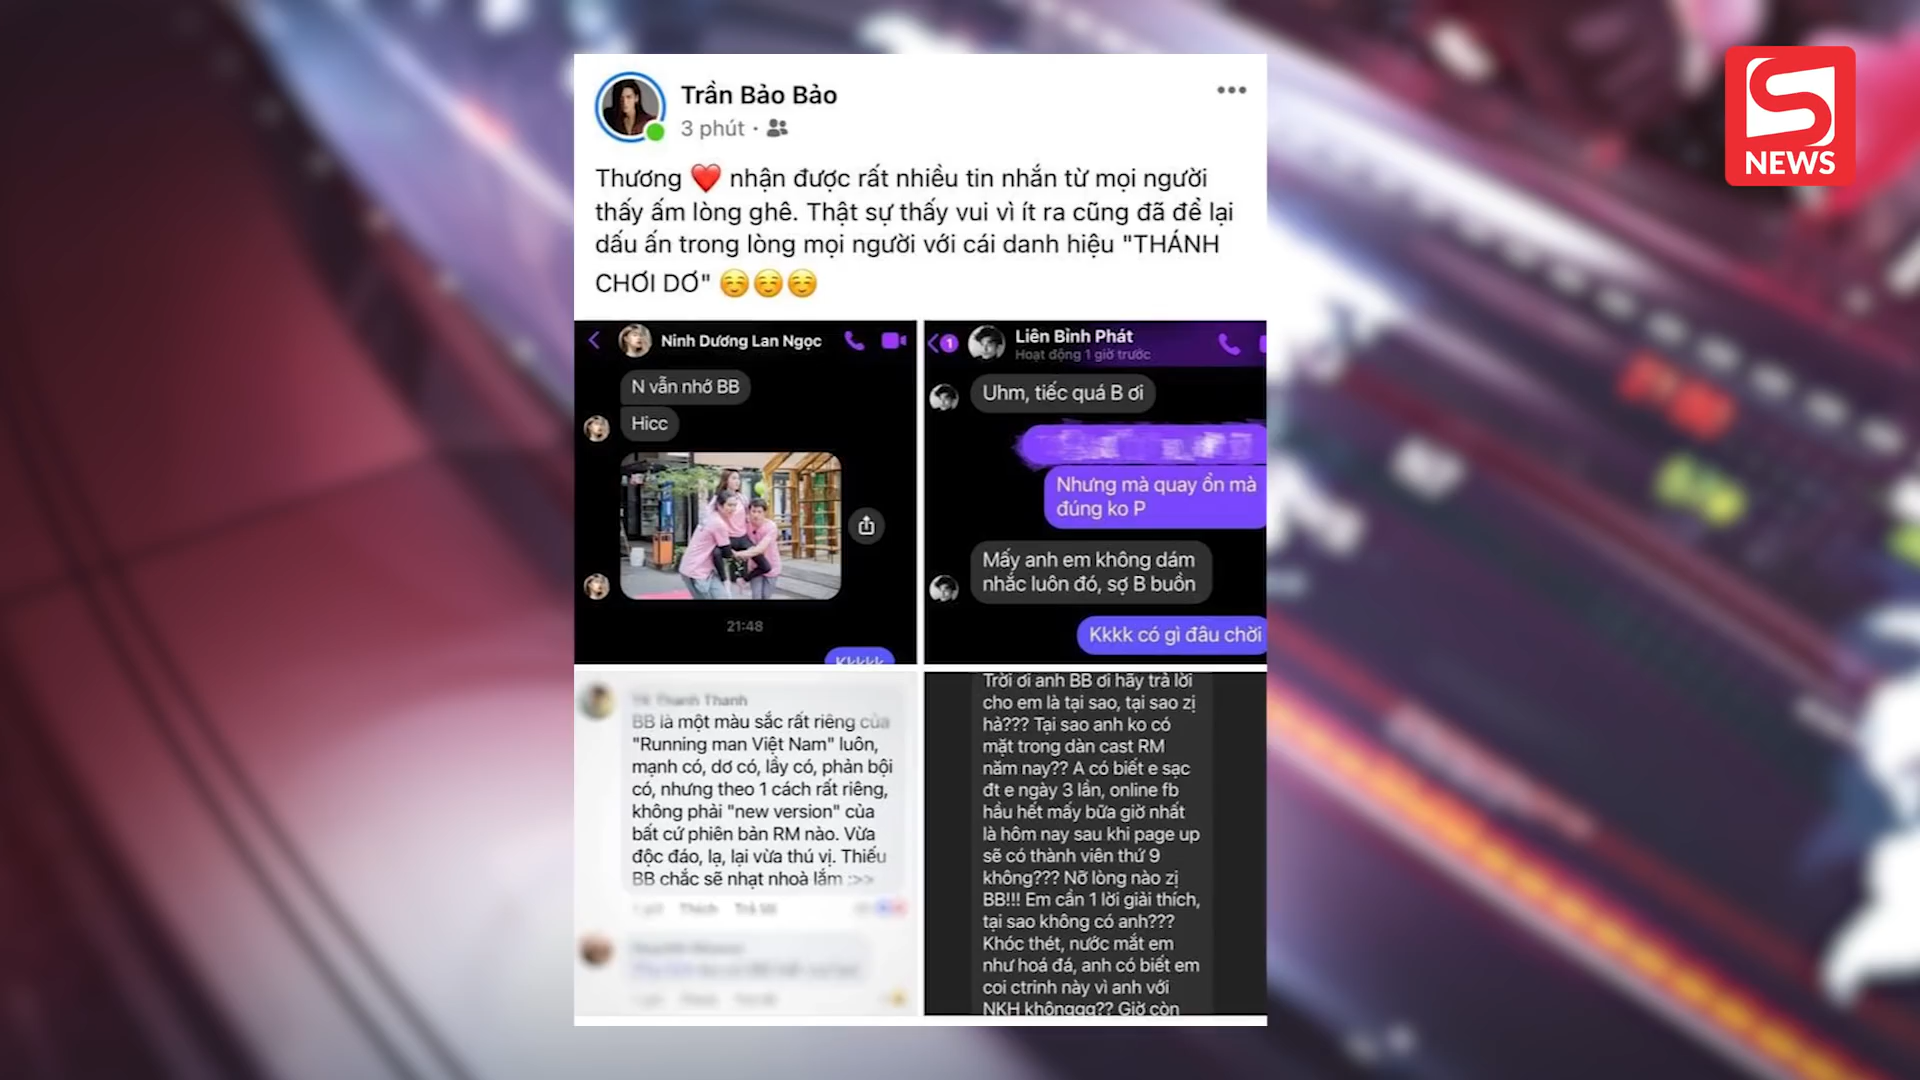 S
NEWS
Trần Bảo Bảo
3 phút ·
Thương ❤️ nhận được rất nhiều tin nhắn từ mọi người
thấy ấm lòng ghê. Thật sự thấy vui vì ít ra cũng đã để lại
dấu ấn trong lòng mọi người với cái danh hiệu "THÁNH
CHƠI DƠ" ☺️☺️☺️
Ninh Dương Lan Ngọc
N vẫn nhớ BB
Hicc
21:48
Kkkkk
1
Liên Bỉnh Phát
Hoạt động 1 giờ trước
Uhm, tiếc quá B ơi
Nhưng mà quay ổn mà
đúng ko P
Mấy anh em không dám
nhắc luôn đó, sợ B buồn
Kkkk có gì đâu chời
Thanh Thanh
BB là một màu sắc rất riêng của
"Running man Việt Nam" luôn,
mạnh có, dơ có, lầy có, phản bội
có, nhưng theo 1 cách rất riêng,
không phải "new version" của
bất cứ phiên bản RM nào. Vừa
độc đáo, lạ, lại vừa thú vị. Thiếu
BB chắc sẽ nhạt nhoà lắm :>>
Thích Trả lời
Trời ơi anh BB ơi hãy trả lời
cho em là tại sao, tại sao zị
hả??? Tại sao anh ko có
mặt trong dàn cast RM
năm nay?? A có biết e sạc
đt e ngày 3 lần, online fb
hầu hết mấy bữa giờ nhất
là hôm nay sau khi page up
sẽ có thành viên thứ 9
không??? Nỡ lòng nào zị
BB!!! Em cần 1 lời giải thích,
tại sao không có anh???
Khóc thét, nước mắt em
như hoá đá, anh có biết em
coi ctrinh này vì anh với
NKH khôngqq?? Giờ còn